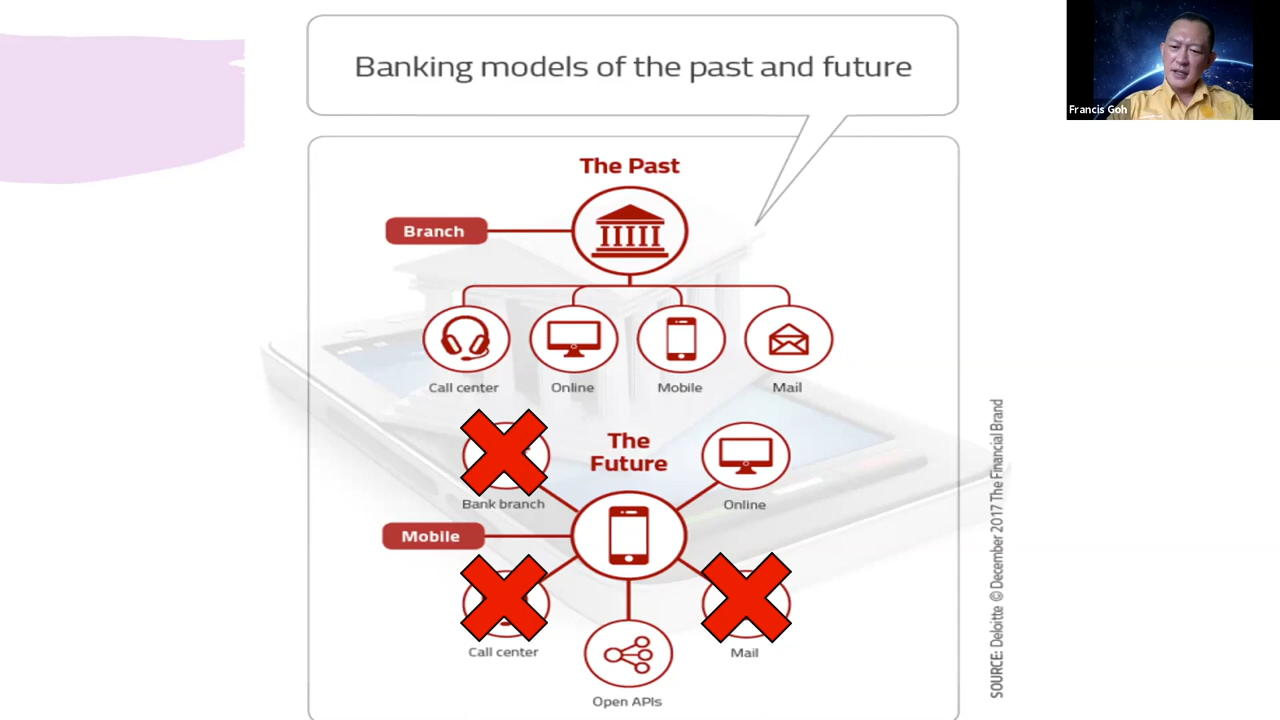 Banking models of the past and future
Francis Goh
The Past
Branch
Call center
Online
Mobile
Mail
The
Future
Bank branch
Online
Mobile
Call center
Mail
Open APIs
SOURCE: Deloitte © December 2017 The Financial Brand